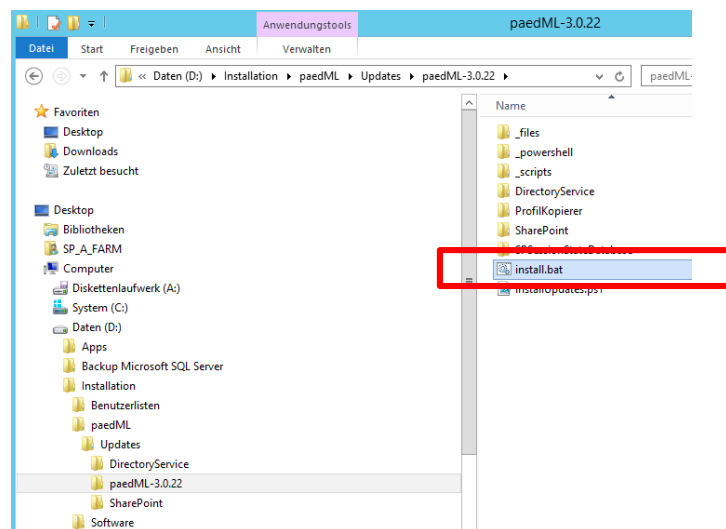 Anwendungstools
paedML-3.0.22
Datei Start Freigeben Ansicht Verwalten
« Daten (D:) Installation paedML Updates paedML-3.0.22
paedML-
Favoriten
Desktop
Downloads
Zuletzt besucht
Desktop
Bibliotheken
SP_A_FARM
Computer
Diskettenlaufwerk (A:)
System (C:)
Daten (D:)
Apps
Backup Microsoft SQL Server
Installation
Benutzerlisten
paedML
Updates
DirectoryService
paedML-3.0.22
SharePoint
Software
Name
_files
_powershell
_scripts
DirectoryService
ProfilKopierer
SharePoint
SPSessionStateDatabase
install.bat
InstallUpdates.ps1